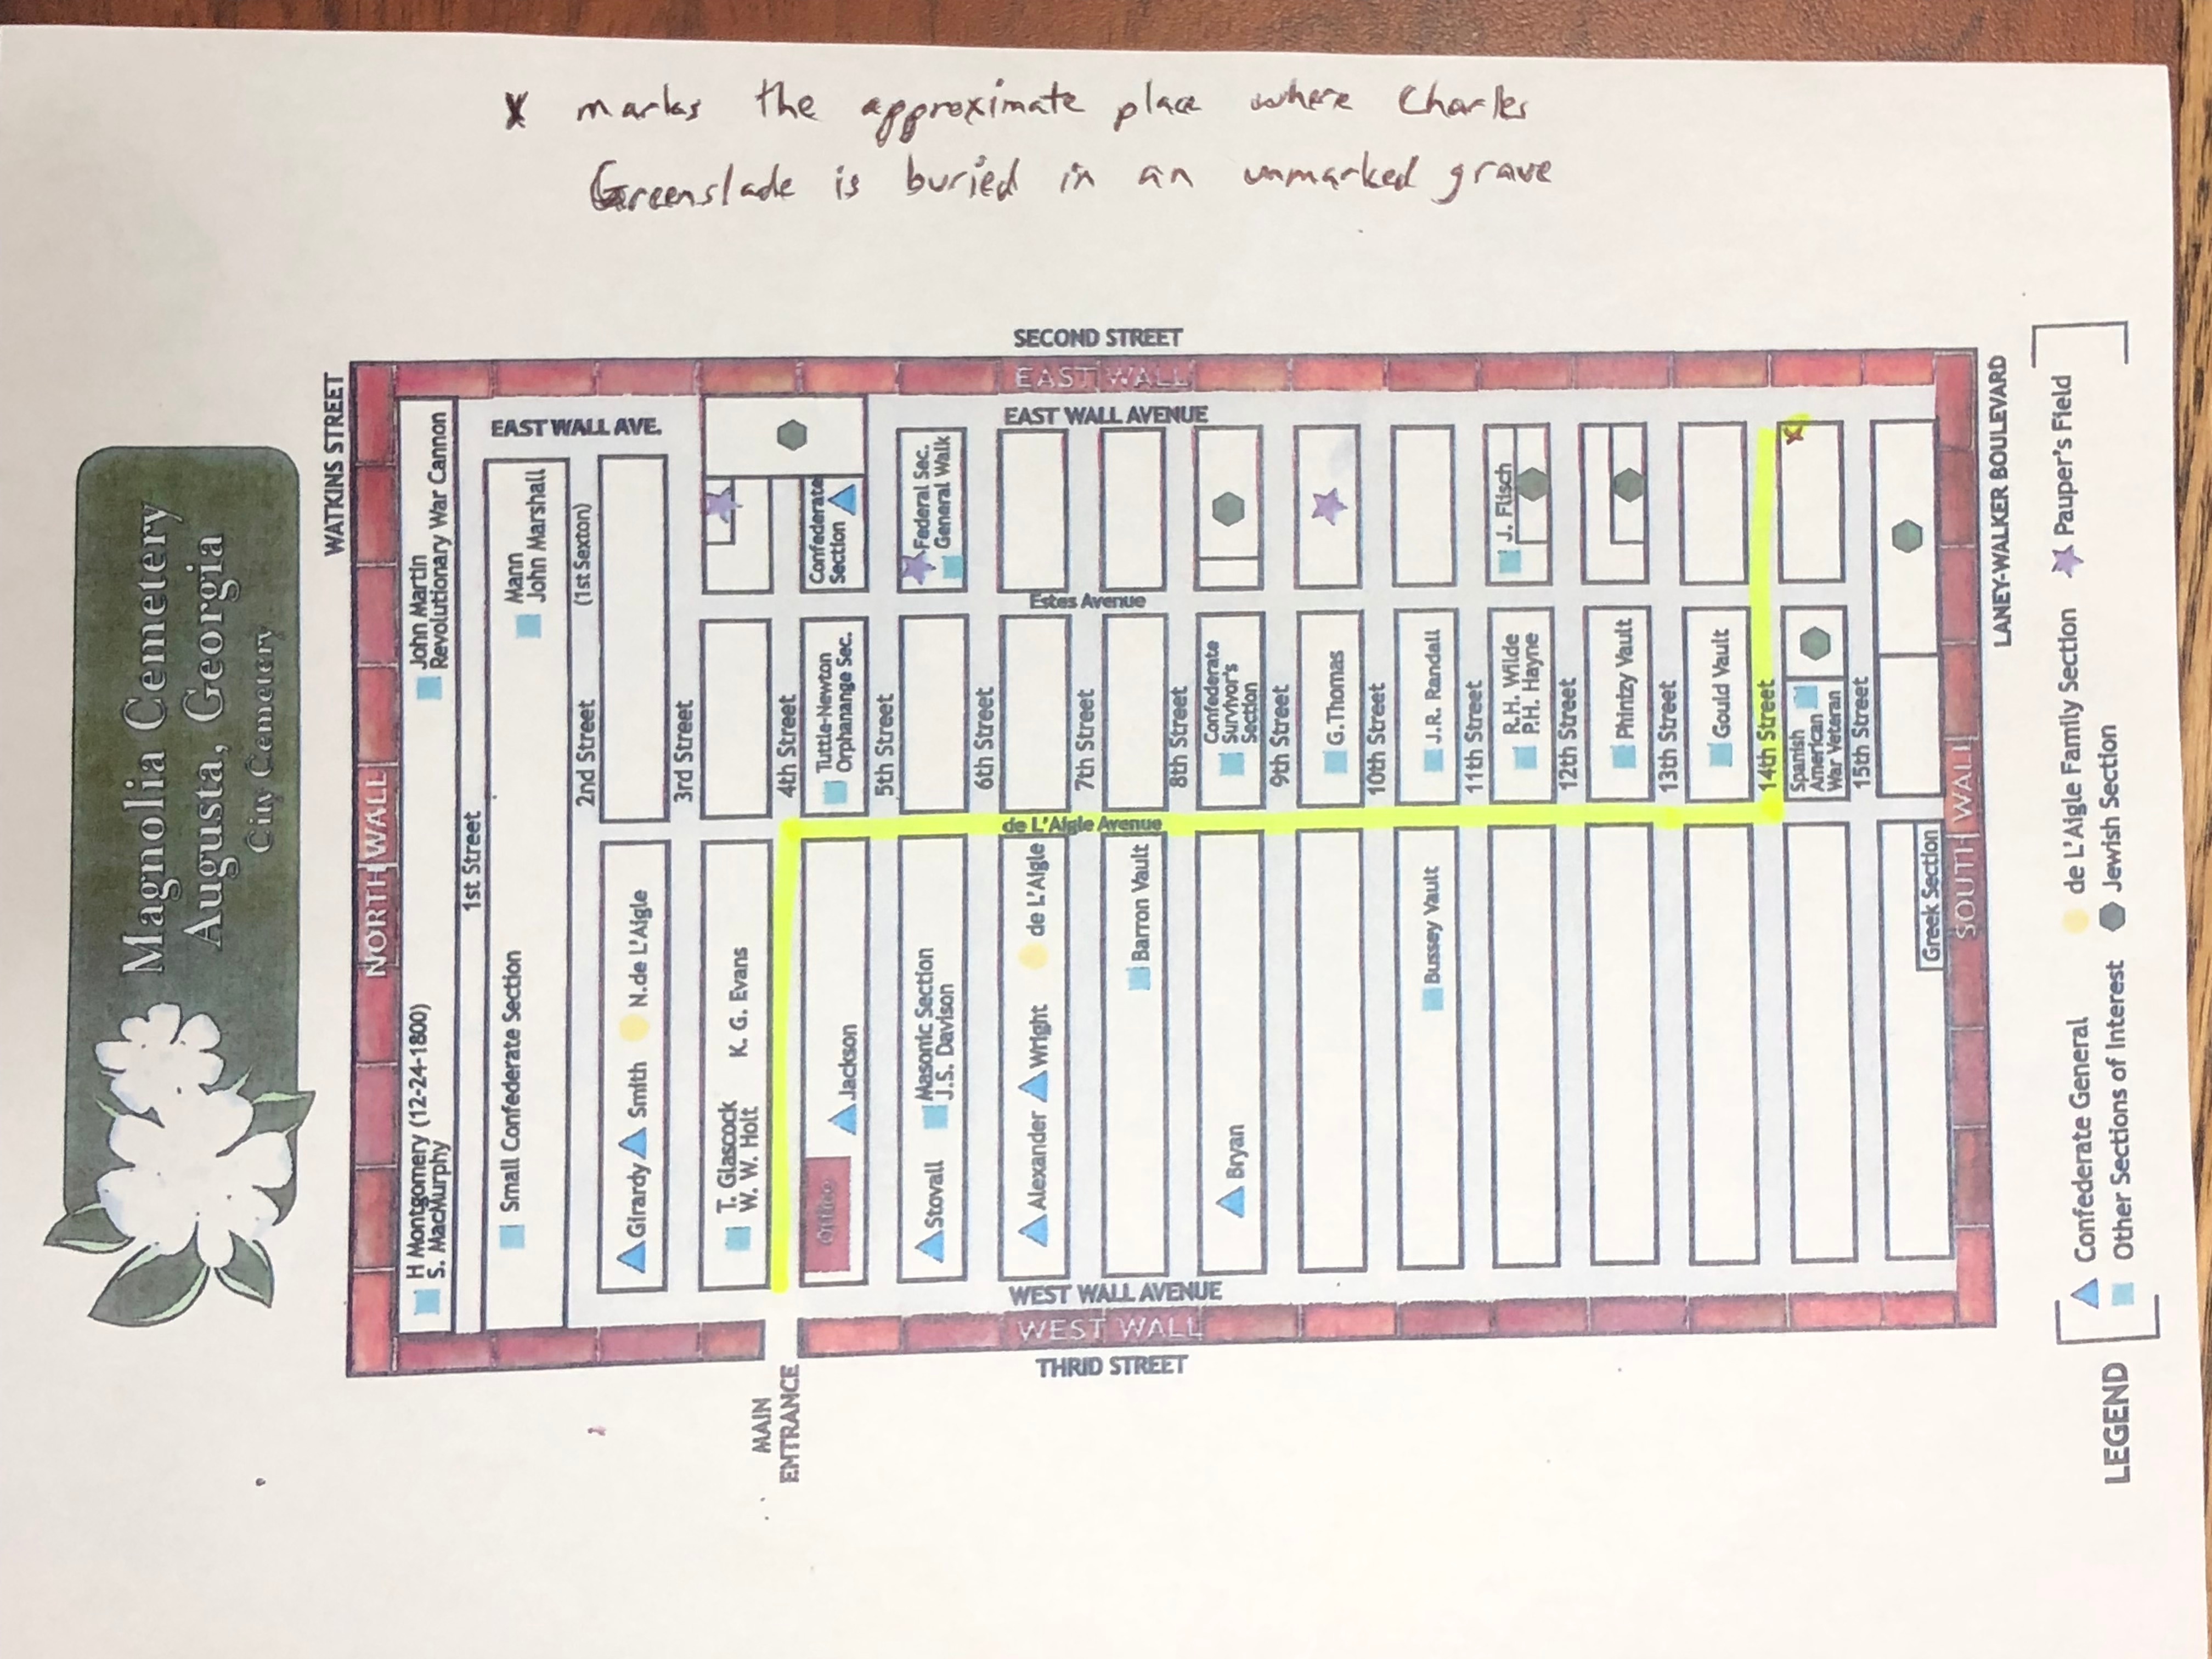 x marks the approximate place where Charles
Greenslade is buried in an unmarked grave
Magnolia Cemetery
Augusta, Georgia
City Cemetery
WATKINS STREET
NORTH WALL
H Montgomery (12-24-1800)
S. MacMurphy
John Martin
Revolutionary War Cannon
1st Street
EAST WALL AVE.
Small Confederate Section
Mann
John Marshall
2nd Street
(1st Sexton)
Girardy
Smith
N.de L'Aigle
3rd Street
T. Glascock
W. W. Holt
K. G. Evans
MAIN
ENTRANCE
4th Street
Office
Jackson
Tuttle-Newton
Orphanange Sec.
Confederate
Section
5th Street
Stovall
Masonic Section
J.S. Davison
Federal Sec.
General Walk
6th Street
THRID STREET
WEST WALL
WEST WALL AVENUE
de L'Aigle Avenue
Estes Avenue
EAST WALL AVENUE
EAST WALL
SECOND STREET
Alexander
Wright
de L'Aigle
7th Street
Barron Vault
8th Street
Bryan
Confederate
Survivor's
Section
9th Street
G.Thomas
10th Street
Bussey Vault
J.R. Randall
11th Street
R.H. Wilde
P.H. Hayne
J. Flisch
12th Street
Phintzy Vault
13th Street
Gould Vault
14th Street
x
Spanish
American
War Veteran
15th Street
Greek Section
SOUTH WALL
LANEY-WALKER BOULEVARD
LEGEND
Confederate General
de L'Aigle Family Section
Pauper's Field
Other Sections of Interest
Jewish Section